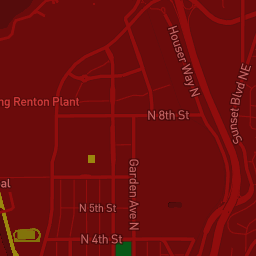 Houser Way N
Sunset Blvd NE
ng Renton Plant
N 8th St
Garden Ave N
al
N 5th St
N 4th St